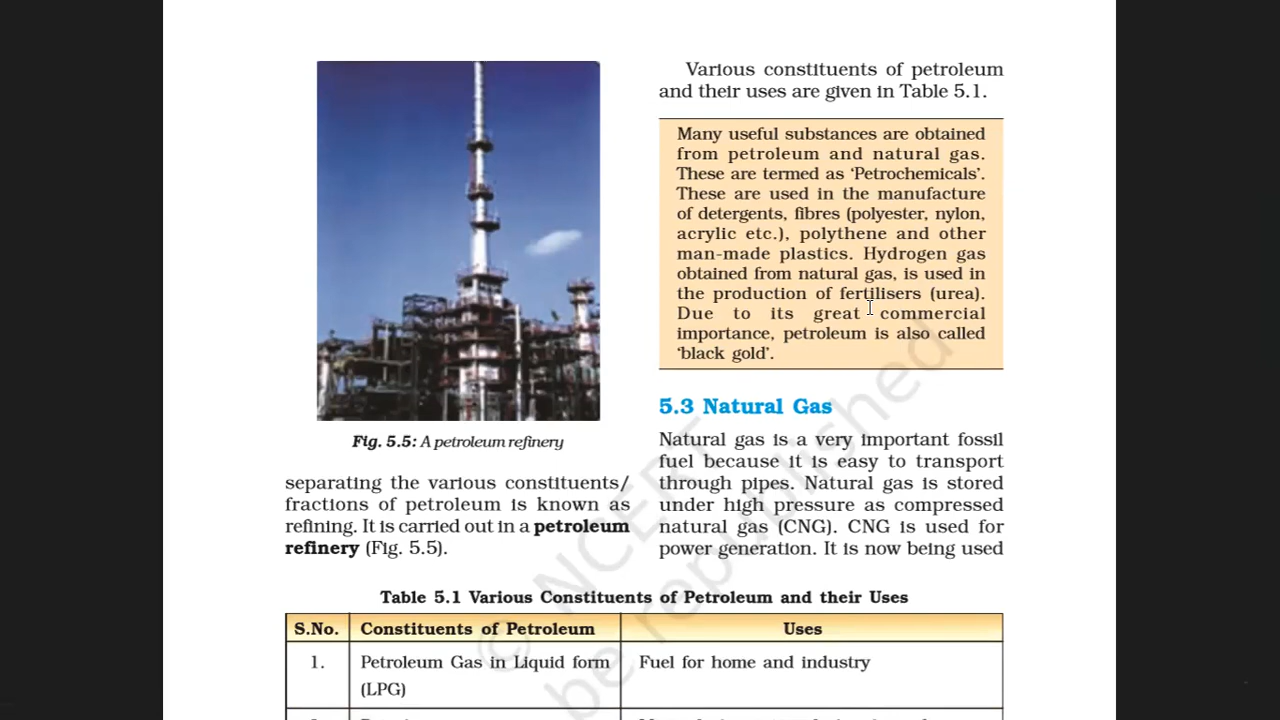 Fig. 5.5: A petroleum refinery
separating the various constituents/
fractions of petroleum is known as
refining. It is carried out in a petroleum
refinery (Fig. 5.5).
Various constituents of petroleum
and their uses are given in Table 5.1.
Many useful substances are obtained
from petroleum and natural gas.
These are termed as ‘Petrochemicals’.
These are used in the manufacture
of detergents, fibres (polyester, nylon,
acrylic etc.), polythene and other
man-made plastics. Hydrogen gas
obtained from natural gas, is used in
the production of fertilisers (urea).
Due to its great commercial
importance, petroleum is also called
‘black gold’.
5.3 Natural Gas
Natural gas is a very important fossil
fuel because it is easy to transport
through pipes. Natural gas is stored
under high pressure as compressed
natural gas (CNG). CNG is used for
power generation. It is now being used
Table 5.1 Various Constituents of Petroleum and their Uses
S.No. Constituents of Petroleum Uses
1. Petroleum Gas in Liquid form Fuel for home and industry
(LPG)
© NCERT
be republished